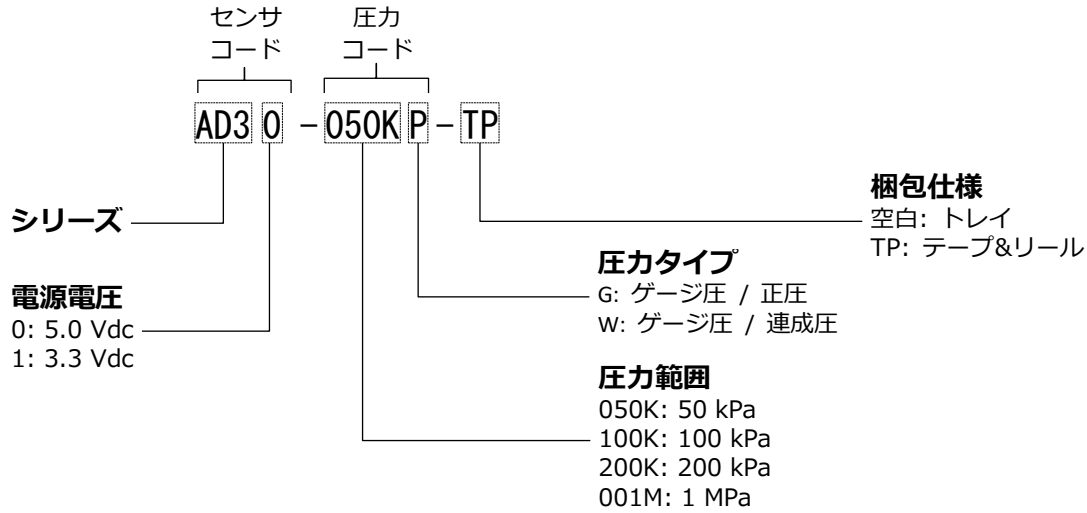 センサ
コード
圧力
コード
AD3 0 - 050K P - TP
シリーズ
電源電圧
0: 5.0 Vdc
1: 3.3 Vdc
梱包仕様
空白: トレイ
TP: テープ&リール
圧力タイプ
G: ゲージ圧 / 正圧
W: ゲージ圧 / 連成圧
圧力範囲
050K: 50 kPa
100K: 100 kPa
200K: 200 kPa
001M: 1 MPa